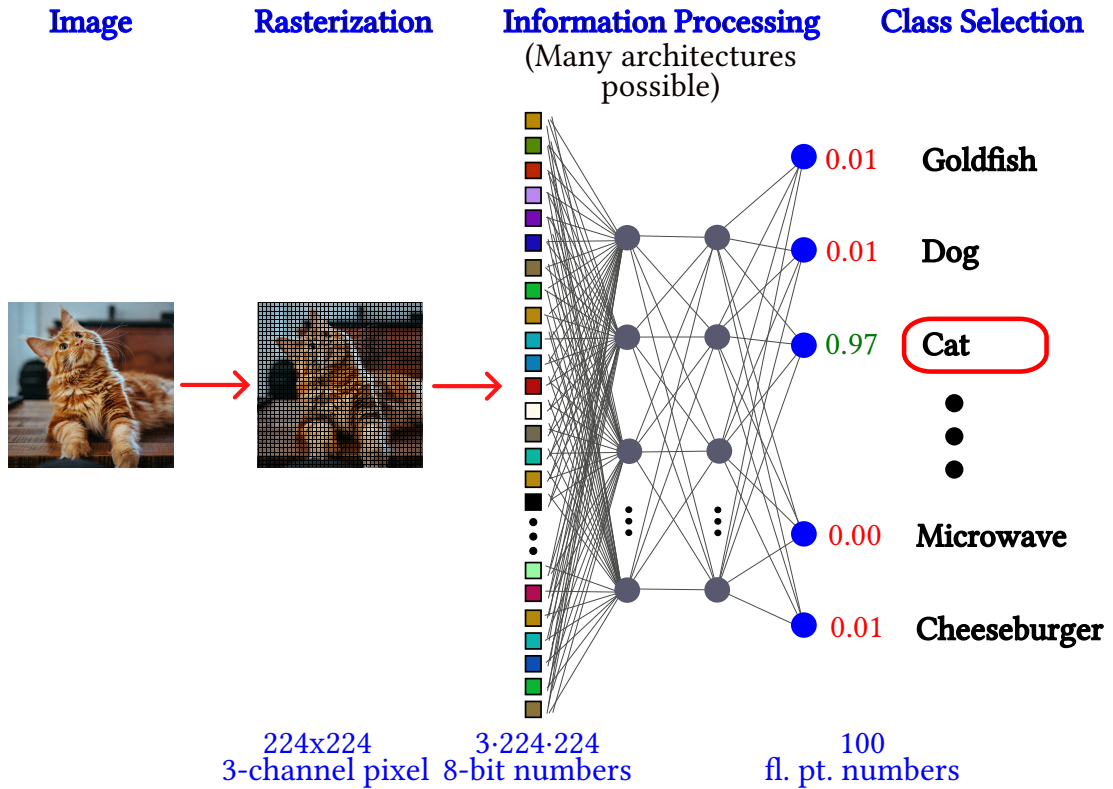 Image
Rasterization
Information Processing
(Many architectures
possible)
Class Selection
0.01
Goldfish
0.01
Dog
0.97
Cat
0.00
Microwave
0.01
Cheeseburger
224x224
3-channel pixel
3·224·224
8-bit numbers
100
fl. pt. numbers